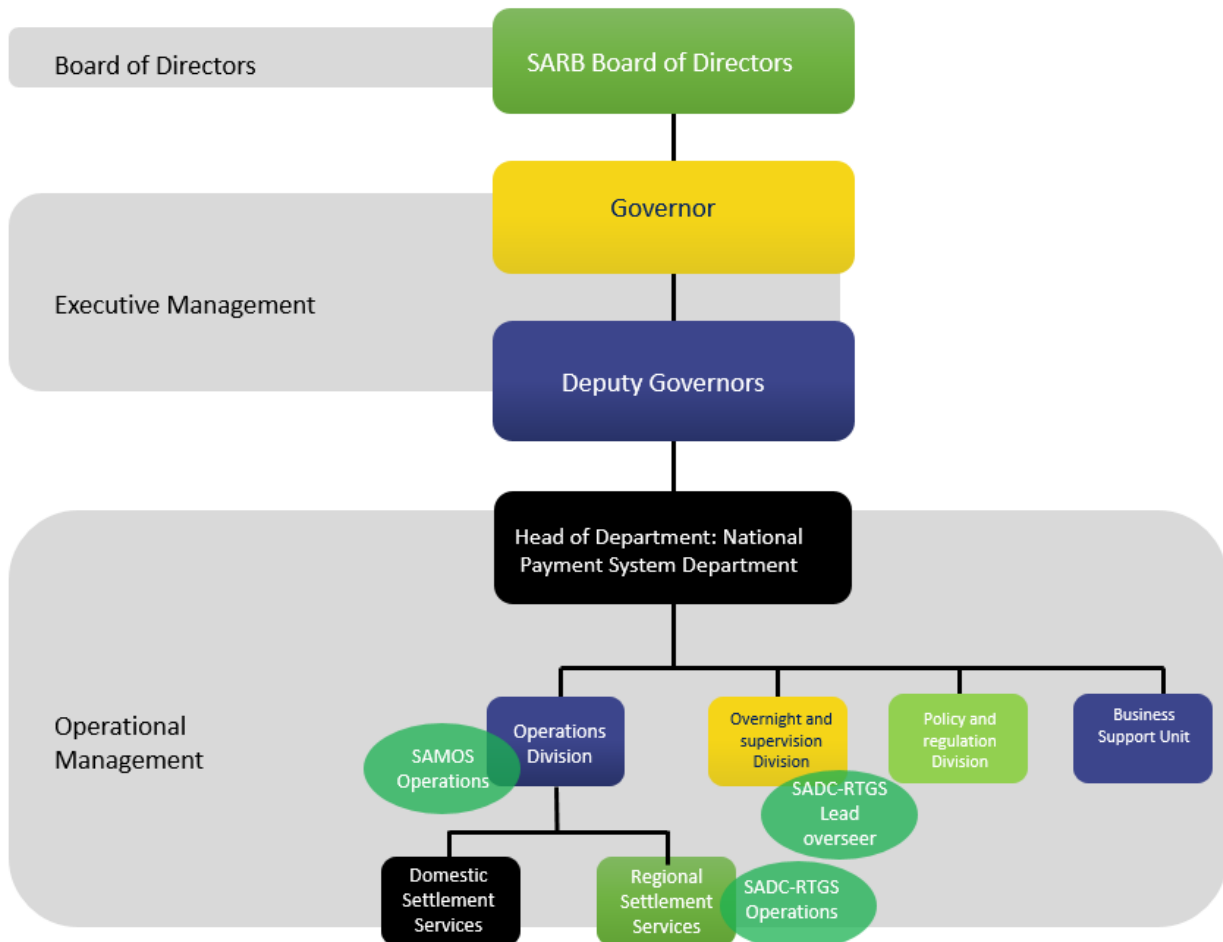 Board of Directors
SARB Board of Directors
Governor
Executive Management
Deputy Governors
Head of Department: National
Payment System Department
Operational
Management
SAMOS
Operations
Operations
Division
Overnight and
supervision
Division
Policy and
regulation
Division
Business
Support Unit
SADC-RTGS
Lead
overseer
Domestic
Settlement
Services
Regional
Settlement
Services
SADC-RTGS
Operations